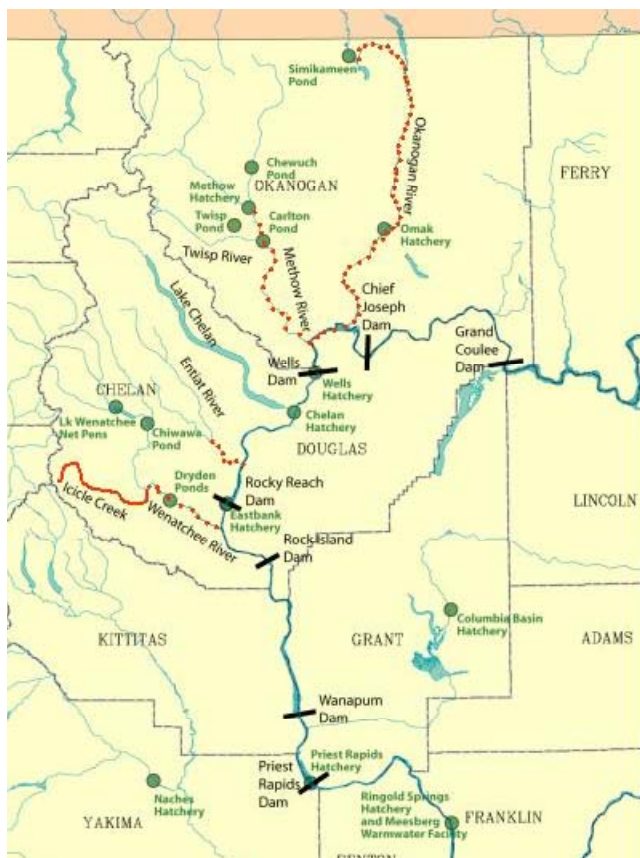 Simikameen
Pond
Okanogan River
FERRY
Chewuch
Pond
OKANOGAN
Methow
Hatchery
Twisp
Pond
Carlton
Pond
Omak
Hatchery
Twisp River
Methow River
Lake Chelan
Chief
Joseph
Dam
Grand
Coulee
Dam
Wells
Dam
Wells
Hatchery
Entiat River
CHELAN
Lk Wenatchee
Net Pens
Chiwawa
Pond
Chelan
Hatchery
DOUGLAS
Dryden
Ponds
Rocky Reach
Dam
Eastbank
Hatchery
Icicle Creek
Wenatchee River
LINCOLN
Rock Island
Dam
KITTITAS
GRANT
Columbia Basin
Hatchery
ADAMS
Wanapum
Dam
Priest Rapids
Hatchery
Priest
Rapids
Dam
Naches
Hatchery
YAKIMA
Ringold Springs
Hatchery
and Meesberg
Warmwater Facility
FRANKLIN